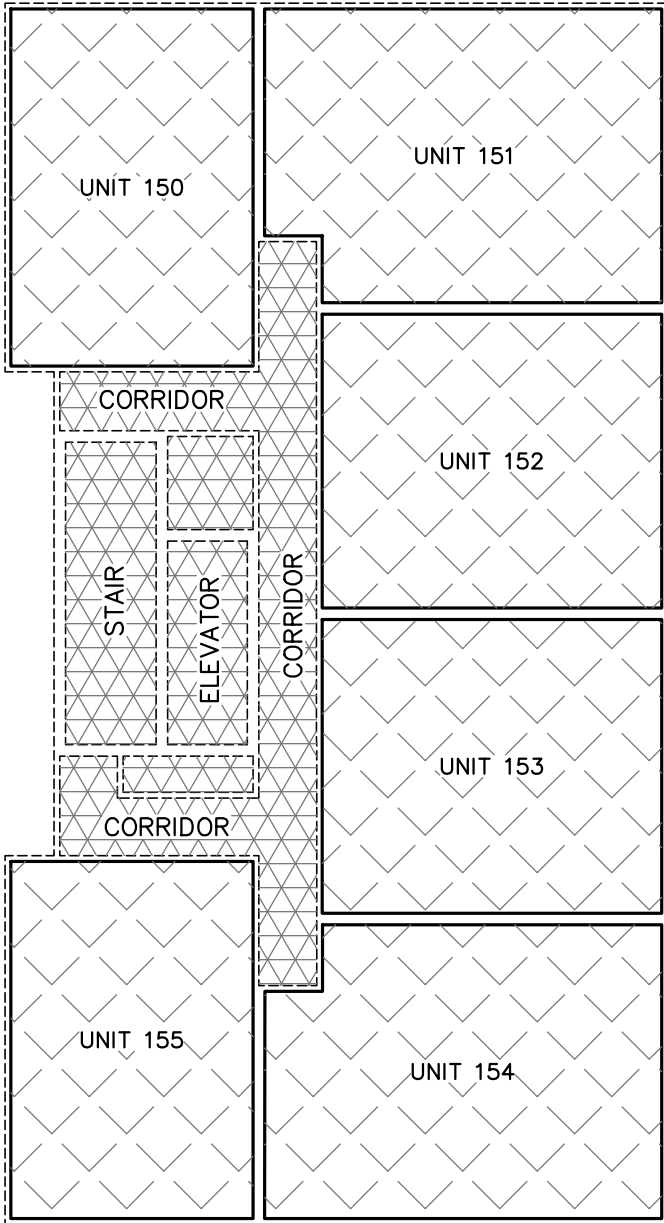 UNIT 150
UNIT 151
CORRIDOR
UNIT 152
STAIR
ELEVATOR
CORRIDOR
UNIT 153
CORRIDOR
UNIT 155
UNIT 154